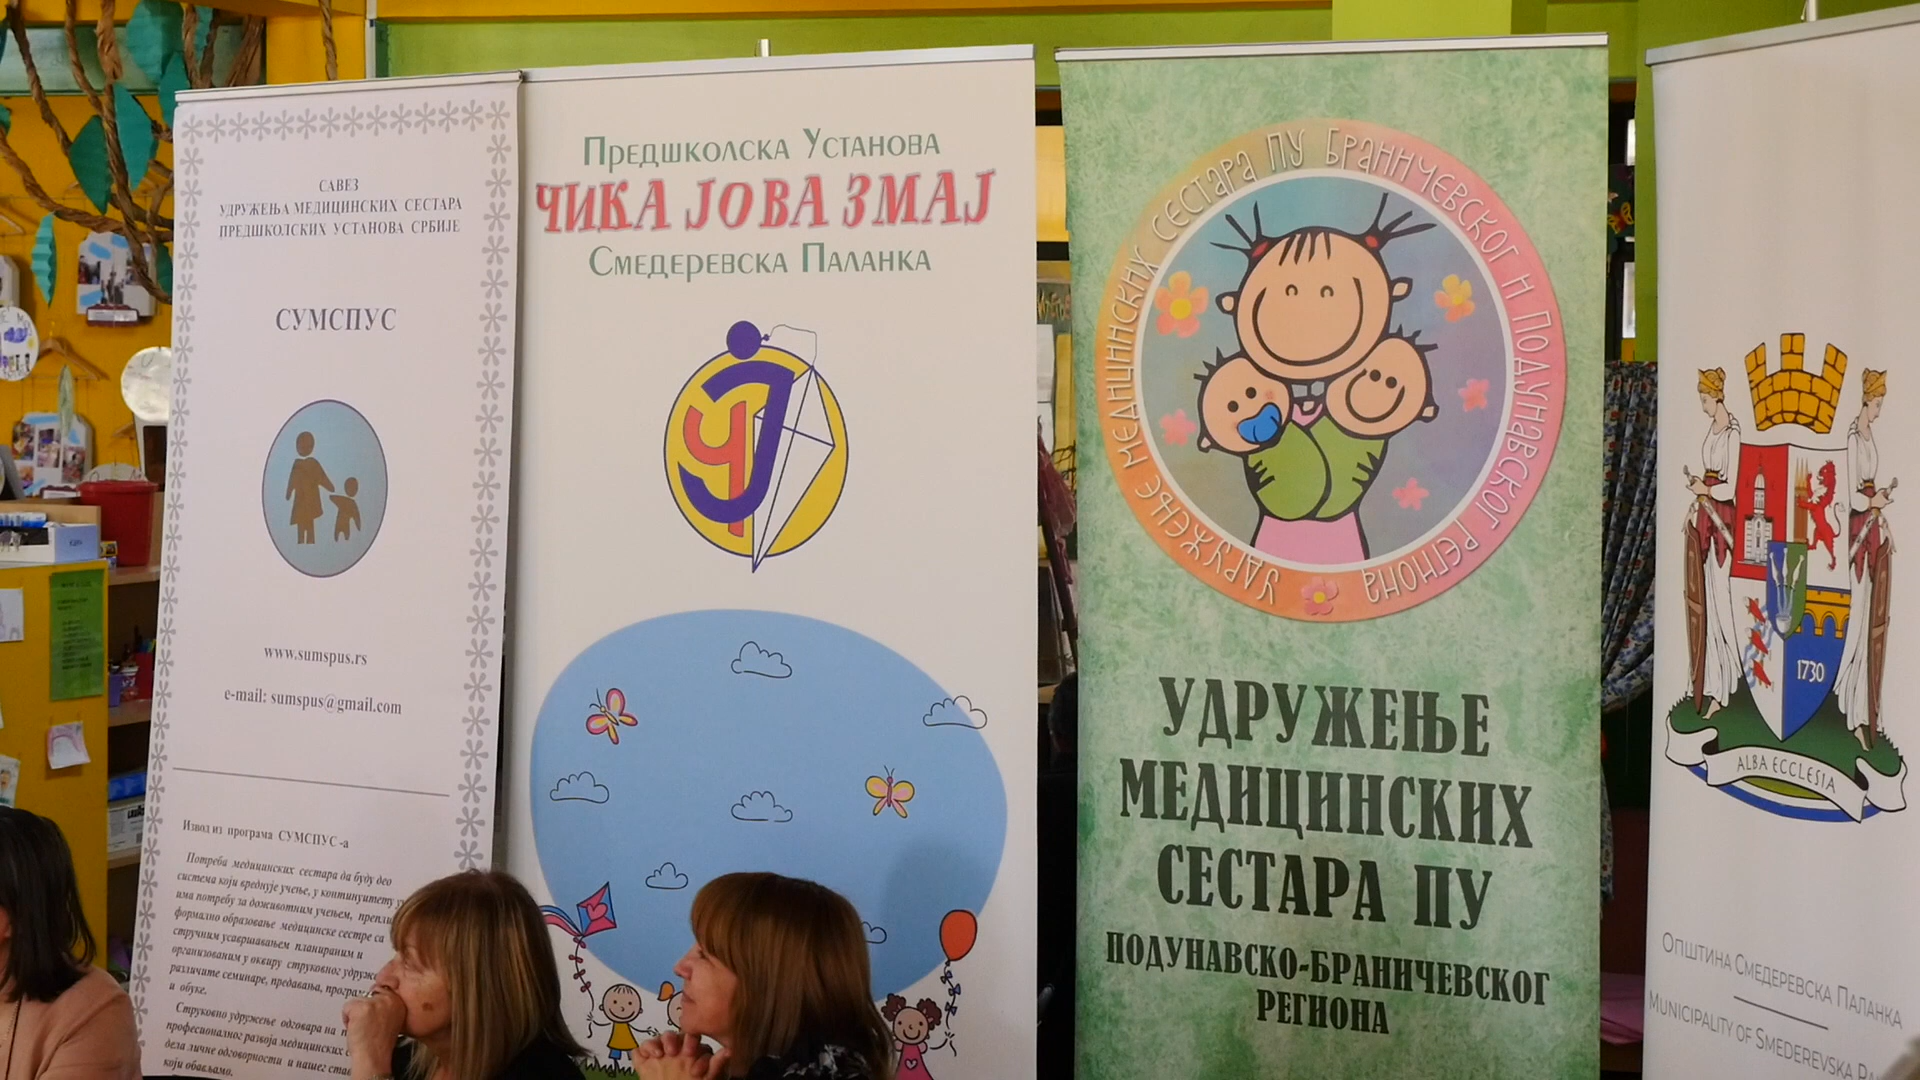 САВЕЗ
УДРУЖЕЊА МЕДИЦИНСКИХ СЕСТАРА
ПРЕДШКОЛСКИХ УСТАНОВА СРБИЈЕ
СУМСПУС
www.sumspus.rs
e-mail: sumspus@gmail.com
Извод из програма СУМСПУС-а
Потреба медицинских сестара да буду део
система који вреднује учење, у континуитету
има потребу за доживотним учењем,
формално образовање медицинске сестре са
стручним усавршавањем планираним и
организованим у оквиру струковног
различите семинаре, предавања,
и обуке.
Струковно удружење одговара на
професионалног развоја медицинских
дела личне одговорности и нашег
који обављамо.
Предшколска Установа
ЧИКА ЈОВА ЗМАЈ
Смедеревска Паланка
ЧЈ
УДРУЖЕЊЕ МЕДИЦИНСКИХ СЕСТАРА ПУ БРАНИЧЕВСКОГ И ПОДУНАВСКОГ РЕГИОНА
УДРУЖЕЊЕ
МЕДИЦИНСКИХ
СЕСТАРА ПУ
ПОДУНАВСКО-БРАНИЧЕВСКОГ
РЕГИОНА
1730
ALBA ECCLESIA
Општина Смедеревска Паланка
Municipality of Smederevska